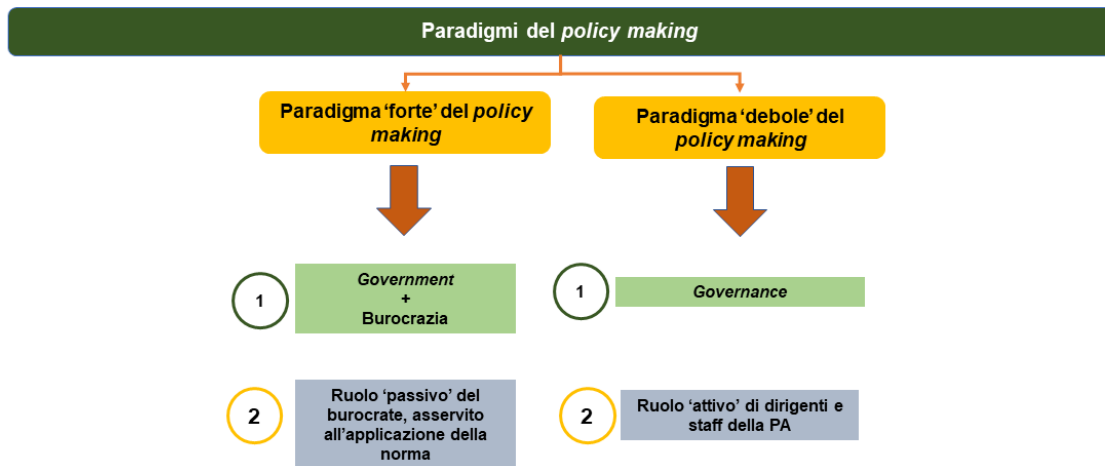 Paradigmi del policy making
Paradigma ‘forte’ del policy
making
Paradigma ‘debole’ del
policy making
1
Government
+
Burocrazia
1
Governance
2
Ruolo ‘passivo’ del
burocrate, asservito
all’applicazione della
norma
2
Ruolo ‘attivo’ di dirigenti e
staff della PA